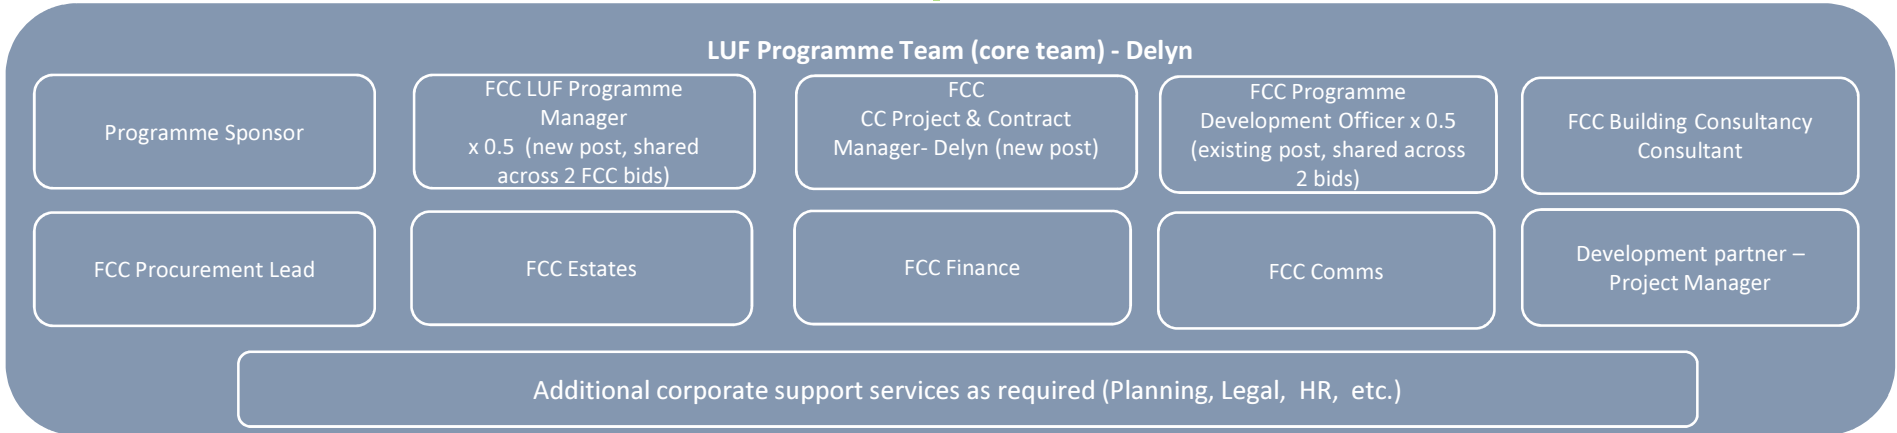 LUF Programme Team (core team) - Delyn
Programme Sponsor
FCC LUF Programme
Manager
x 0.5 (new post, shared
across 2 FCC bids)
FCC
CC Project & Contract
Manager- Delyn (new post)
FCC Programme
Development Officer x 0.5
(existing post, shared across
2 bids)
FCC Building Consultancy
Consultant
FCC Procurement Lead
FCC Estates
FCC Finance
FCC Comms
Development partner –
Project Manager
Additional corporate support services as required (Planning, Legal, HR, etc.)